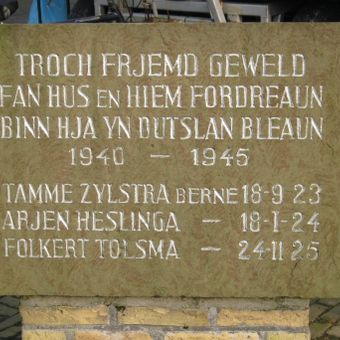 TROCH FRJEMD GEWELD
FAN HUS EN HIEM FORDREAUN
BINN HJA YN DUTSLAN BLEAUN
1940 — 1945
TAMME ZYLSTRA BERNE 18-9 23
ARJEN HESLINGA — 18-1-24
FOLKERT TOLSMA — 24-11 25